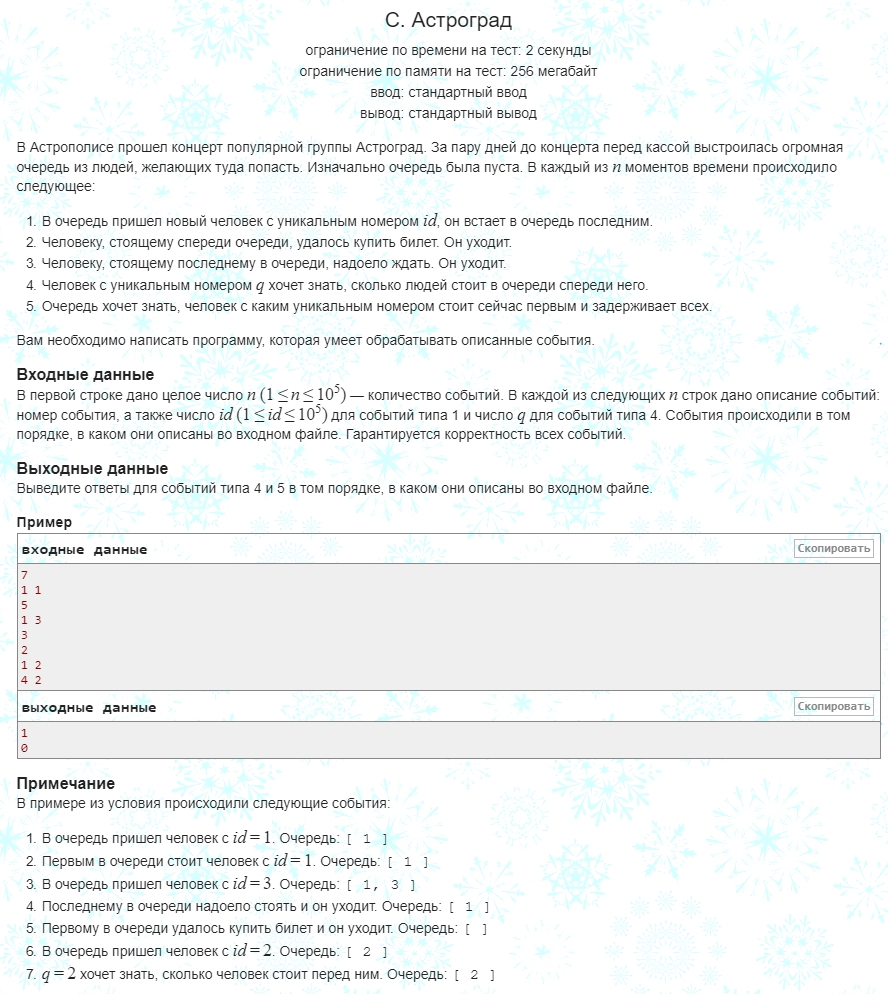 C. Астроград
ограничение по времени на тест: 2 секунды
ограничение по памяти на тест: 256 мегабайт
ввод: стандартный ввод
вывод: стандартный вывод
В Астрополисе прошел концерт популярной группы Астроград. За пару дней до концерта перед кассой выстроилась огромная
очередь из людей, желающих туда попасть. Изначально очередь была пуста. В каждый из n моментов времени происходило
следующее:
1. В очередь пришел новый человек с уникальным номером id, он встает в очередь последним.
2. Человеку, стоящему спереди очереди, удалось купить билет. Он уходит.
3. Человеку, стоящему последнему в очереди, надоело ждать. Он уходит.
4. Человек с уникальным номером q хочет знать, сколько людей стоит в очереди спереди него.
5. Очередь хочет знать, человек с каким уникальным номером стоит сейчас первым и задерживает всех.
Вам необходимо написать программу, которая умеет обрабатывать описанные события.
Входные данные
В первой строке дано целое число n (1 ≤ n ≤ 10⁵) — количество событий. В каждой из следующих n строк дано описание событий:
номер события, а также число id (1 ≤ id ≤ 10⁵) для событий типа 1 и число q для событий типа 4. События происходили в том
порядке, в каком они описаны во входном файле. Гарантируется корректность всех событий.
Выходные данные
Выведите ответы для событий типа 4 и 5 в том порядке, в каком они описаны во входном файле.
Пример
входные данные
Скопировать
7
1 1
5
1 3
3
2
1 2
4 2
выходные данные
Скопировать
1
0
Примечание
В примере из условия происходили следующие события:
1. В очередь пришел человек с id = 1. Очередь: [ 1 ]
2. Первым в очереди стоит человек с id = 1. Очередь: [ 1 ]
3. В очередь пришел человек с id = 3. Очередь: [ 1, 3 ]
4. Последнему в очереди надоело стоять и он уходит. Очередь: [ 1 ]
5. Первому в очереди удалось купить билет и он уходит. Очередь: [ ]
6. В очередь пришел человек с id = 2. Очередь: [ 2 ]
7. q = 2 хочет знать, сколько человек стоит перед ним. Очередь: [ 2 ]